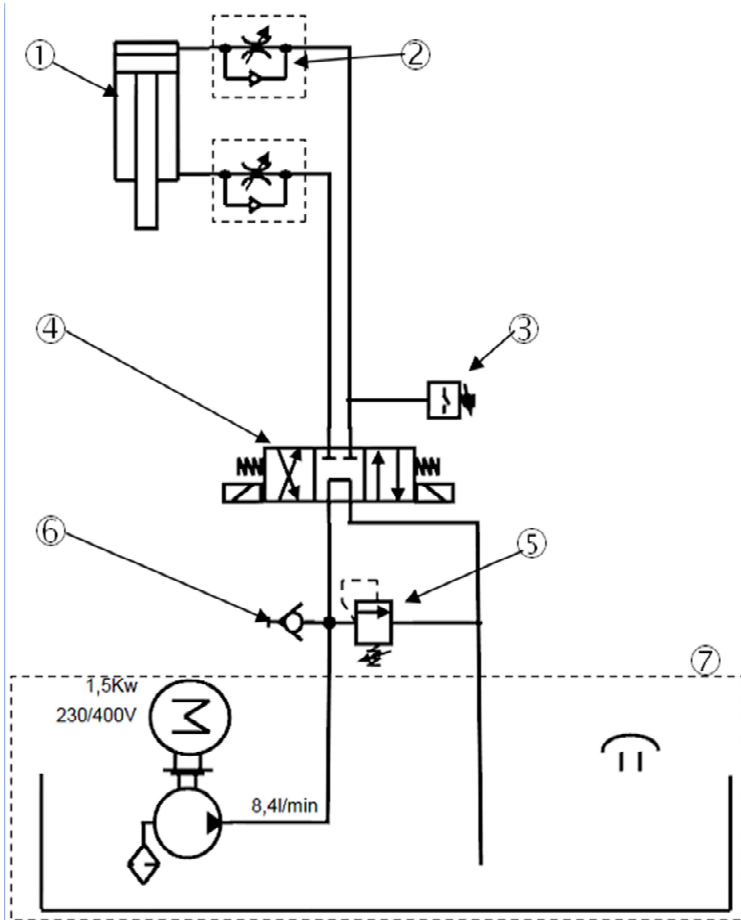 ①
②
③
④
⑤
⑥
⑦
1,5Kw
230/400V
M
8,4l/min